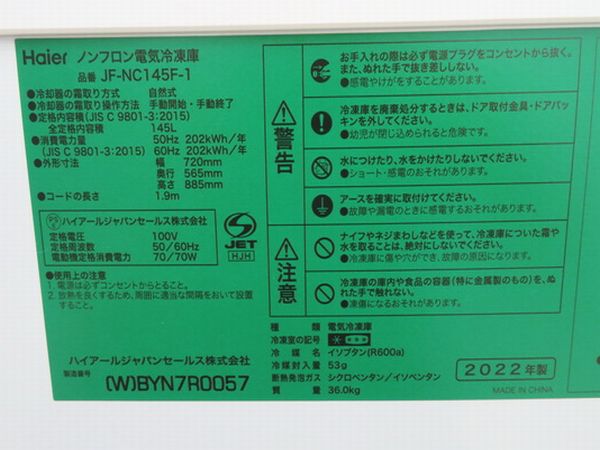 Haier ノンフロン電気冷凍庫
品番 JF-NC145F-1
●冷却器の霜取り方式 自然式
●冷却器の霜取り操作方法 手動開始・手動終了
●定格内容積(JIS C 9801-3:2015)
全定格内容積 145L
●消費電力量 50Hz 202kWh/年
(JIS C 9801-3:2015) 60Hz 202kWh/年
●外形寸法 幅 720mm
奥行 565mm
高さ 885mm
●コードの長さ 1.9m
PSE ハイアールジャパンセールス株式会社
定格電圧 100V
定格周波数 50/60Hz
電動機定格消費電力 70/70W
S
JET
HJH
●使用上の注意
1. 電源は必ずコンセントからとること。
2. 放熱を良くするため、周囲に適当な間隔をおいて設置
する
こと。
ハイアールジャパンセールス株式会社
製造番号
(W)BYN7R0057
警告
お手入れの際は必ず電源プラグをコンセントから抜く。
また、ぬれた手で抜き差ししない。
●感電やけがをすることがあります。
冷凍庫を廃棄処分するときは、ドア取付金具・ドアパッ
キンを外してください。
●幼児が閉じ込められると危険です。
水につけたり、水をかけたりしないでください。
●ショート・感電のおそれがあります。
アースを確実に取付けてください。
●故障や漏電のときに感電するおそれがあります。
注意
ナイフやネジまわしなどを使って、冷凍庫についた霜や
水を取ることは、絶対にしないでください。
●冷凍庫に傷や穴ができ、故障の原因になります。
冷凍庫の庫内や食品の容器(特に金属製のもの)を、ぬ
れた手で触れない。
●凍傷になるおそれがあります。
種類 電気冷凍庫
冷凍室の記号
冷媒名 イソブタン(R600a)
冷媒封入量 53g
断熱発泡ガス シクロペンタン/イソペンタン
質量 36.0kg
2022年製
MADE IN CHINA